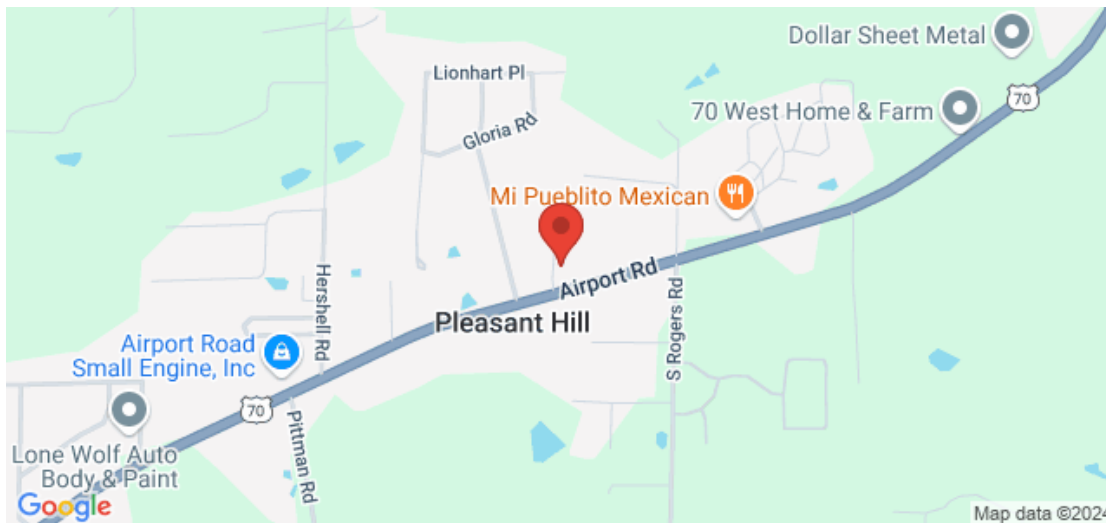 Dollar Sheet Metal
70
Lionhart Pl
70 West Home & Farm
Gloria Rd
Mi Pueblito Mexican
Hershell Rd
Airport Rd
S Rogers Rd
Pleasant Hill
Airport Road
Small Engine, Inc
70
Pittman Rd
Lone Wolf Auto
Body & Paint
Google
Map data ©2024